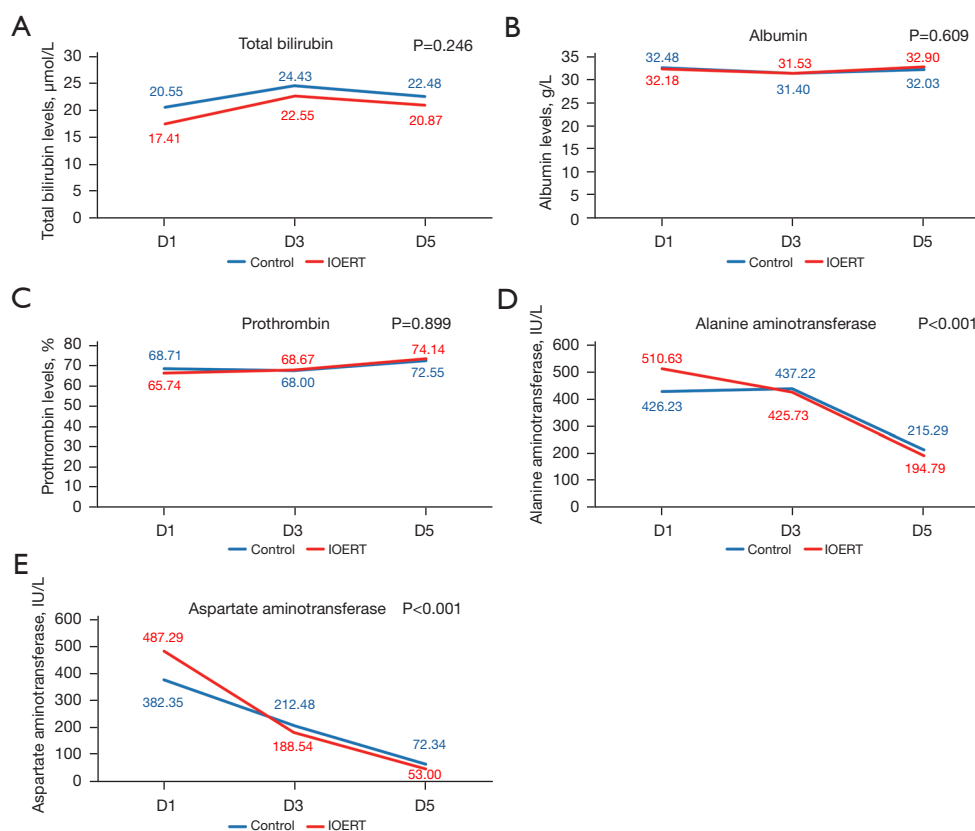 A
Total bilirubin
P=0.246
Total bilirubin levels, μmol/L
30
25
20
15
10
5
0
20.55
24.43
22.48
17.41
22.55
20.87
D1
D3
D5
Control
IOERT
B
Albumin
P=0.609
Albumin levels, g/L
35
30
25
20
15
10
5
0
32.48
31.53
32.90
32.18
31.40
32.03
D1
D3
D5
Control
IOERT
C
Prothrombin
P=0.899
Prothrombin levels, %
80
70
60
50
40
30
20
10
0
68.71
68.67
74.14
65.74
68.00
72.55
D1
D3
D5
Control
IOERT
D
Alanine aminotransferase
P<0.001
Alanine aminotransferase, IU/L
600
500
400
300
200
100
0
510.63
437.22
215.29
426.23
425.73
194.79
D1
D3
D5
Control
IOERT
E
Aspartate aminotransferase
P<0.001
Aspartate aminotransferase, IU/L
600
500
400
300
200
100
0
487.29
212.48
72.34
382.35
188.54
53.00
D1
D3
D5
Control
IOERT